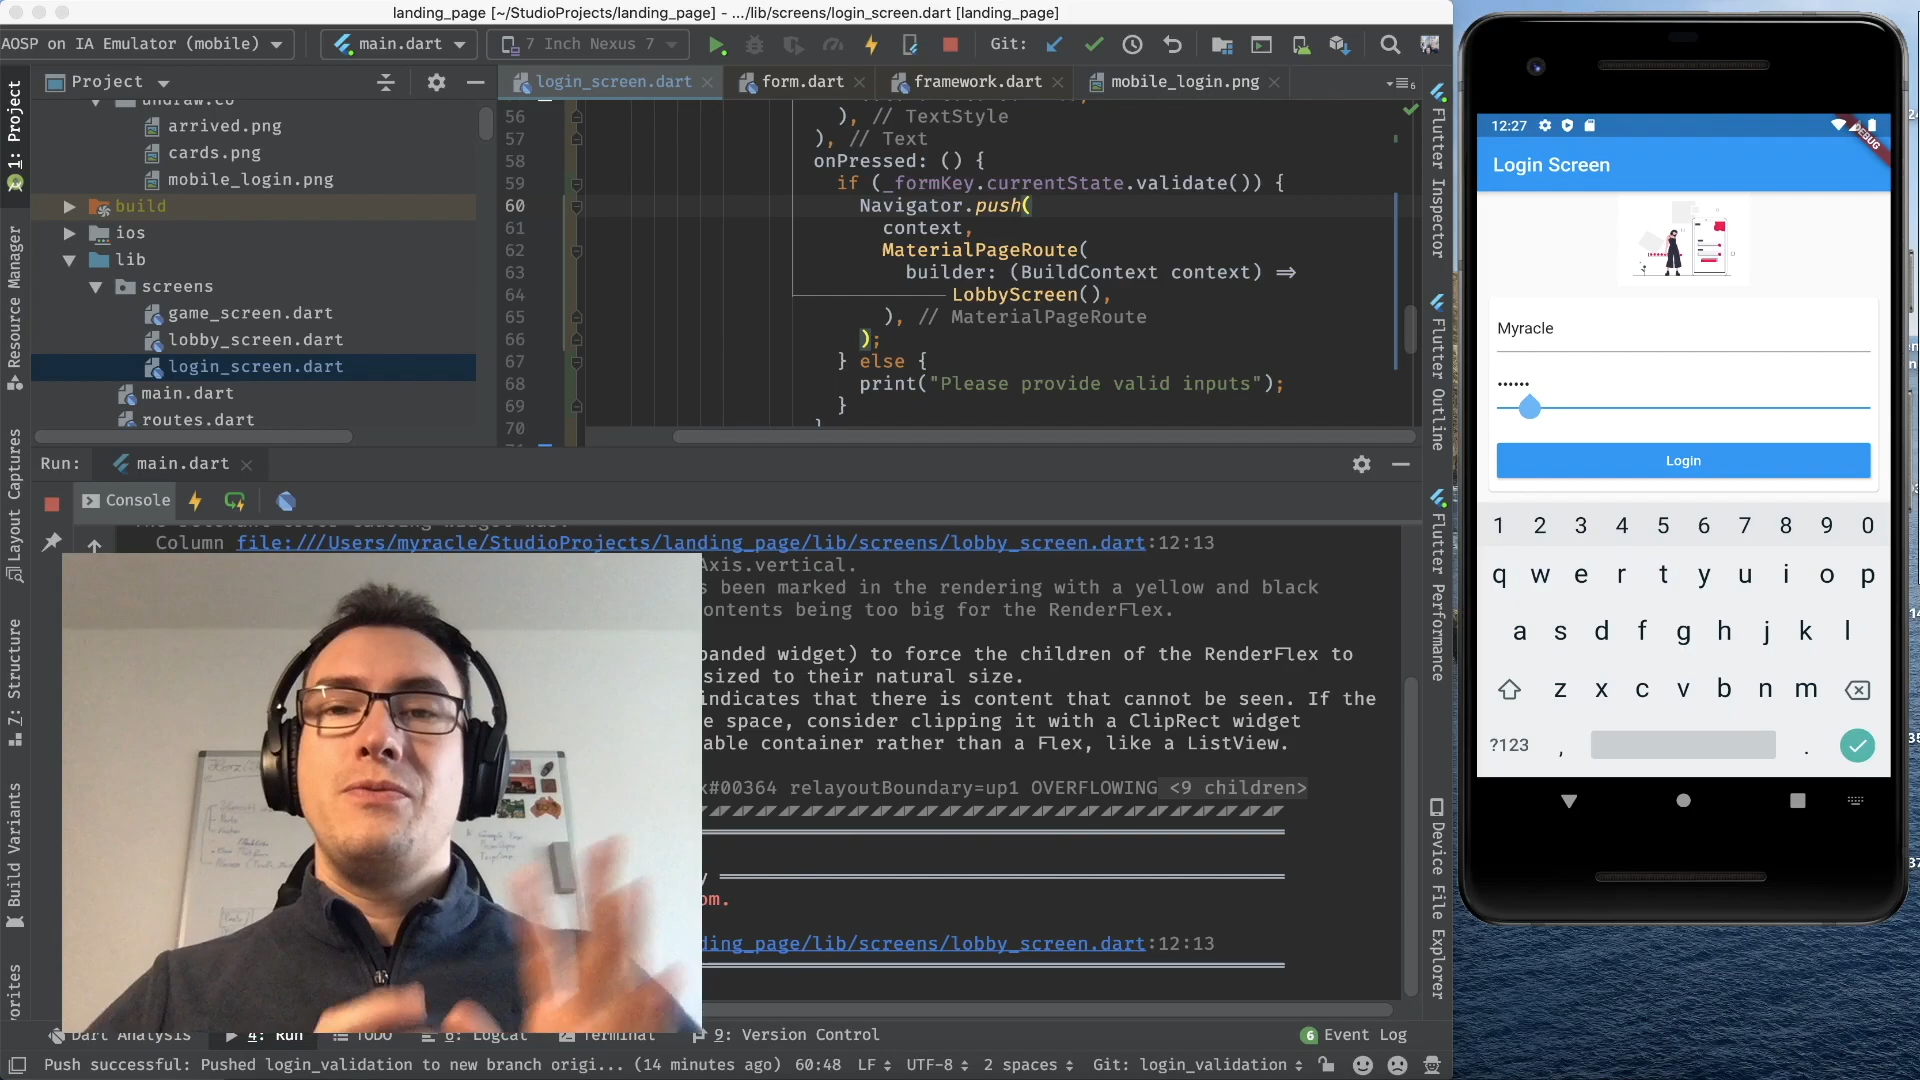 landing_page [~/StudioProjects/landing_page] - .../lib/screens/login_screen.dart [landing_page]
AOSP on IA Emulator (mobile)
main.dart
7 Inch Nexus 7
Git:
Project
login_screen.dart
form.dart
framework.dart
mobile_login.png
arrived.png
cards.png
mobile_login.png
build
ios
lib
screens
game_screen.dart
lobby_screen.dart
login_screen.dart
main.dart
routes.dart
56 ), // TextStyle
57 ), // Text
58 onPressed: () {
59 if (_formKey.currentState.validate()) {
60 Navigator.push(
61 context,
62 MaterialPageRoute(
63 builder: (BuildContext context) =>
64 LobbyScreen(),
65 ), // MaterialPageRoute
66 );
67 } else {
68 print("Please provide valid inputs");
69 }
70
Run:
main.dart
Console
Column file:///Users/myracle/StudioProjects/landing_page/lib/screens/lobby_screen.dart:12:13
Axis.vertical.
s been marked in the rendering with a yellow and black
ontents being too big for the RenderFlex.
panded widget) to force the children of the RenderFlex to
sized to their natural size.
indicates that there is content that cannot be seen. If the
e space, consider clipping it with a ClipRect widget
able container rather than a Flex, like a ListView.
x#00364 relayoutBoundary=up1 OVERFLOWING <9 children>
om.
ding_page/lib/screens/lobby_screen.dart:12:13
Dart Analysis
4: Run
TODO
6: Logcat
Terminal
9: Version Control
6 Event Log
Push successful: Pushed login_validation to new branch origi... (14 minutes ago)
60:48
LF
UTF-8
2 spaces
Git: login_validation
1: Project
Resource Manager
Layout Captures
7: Structure
Build Variants
Flutter Inspector
Flutter Outline
Flutter Performance
Device File Explorer
12:27
DEBUG
Login Screen
Myracle
Login
1 2 3 4 5 6 7 8 9 0
q w e r t y u i o p
a s d f g h j k l
z x c v b n m
?123 , .